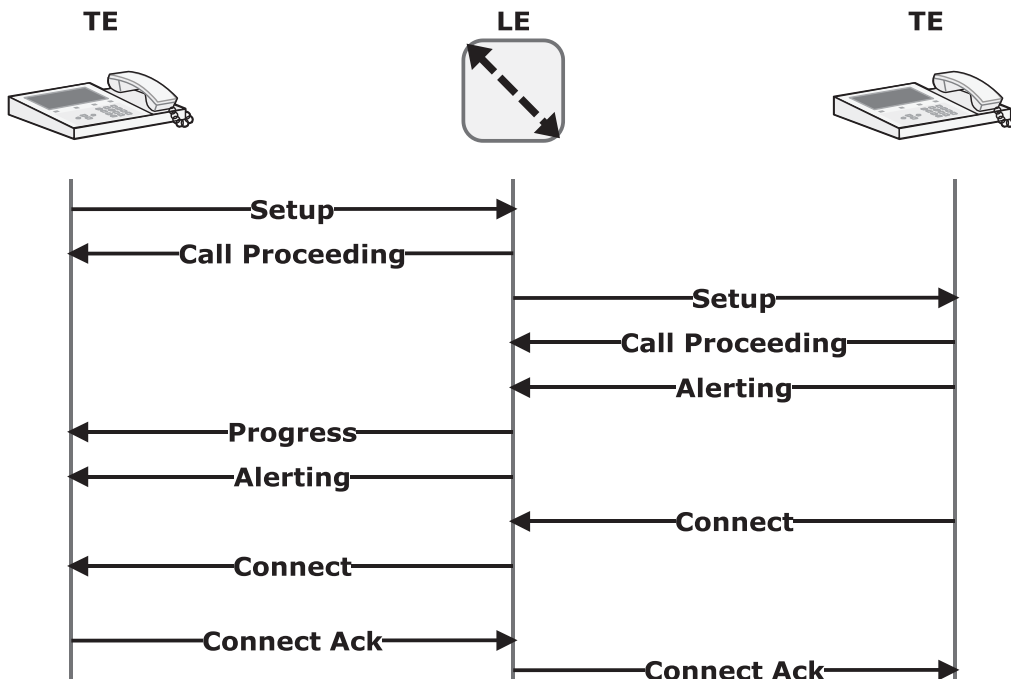 TE LE TE
Setup
Call Proceeding
Setup
Call Proceeding
Alerting
Progress
Alerting
Connect
Connect
Connect Ack
Connect Ack